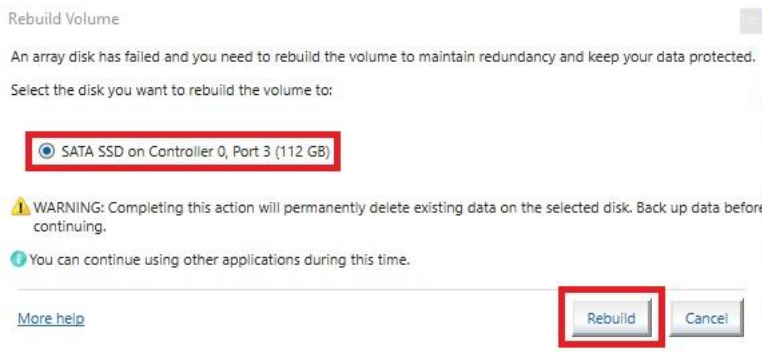 Rebuild Volume
An array disk has failed and you need to rebuild the volume to maintain redundancy and keep your data protected.
Select the disk you want to rebuild the volume to:
SATA SSD on Controller 0, Port 3 (112 GB)
WARNING: Completing this action will permanently delete existing data on the selected disk. Back up data before
continuing.
You can continue using other applications during this time.
More help
Rebuild
Cancel